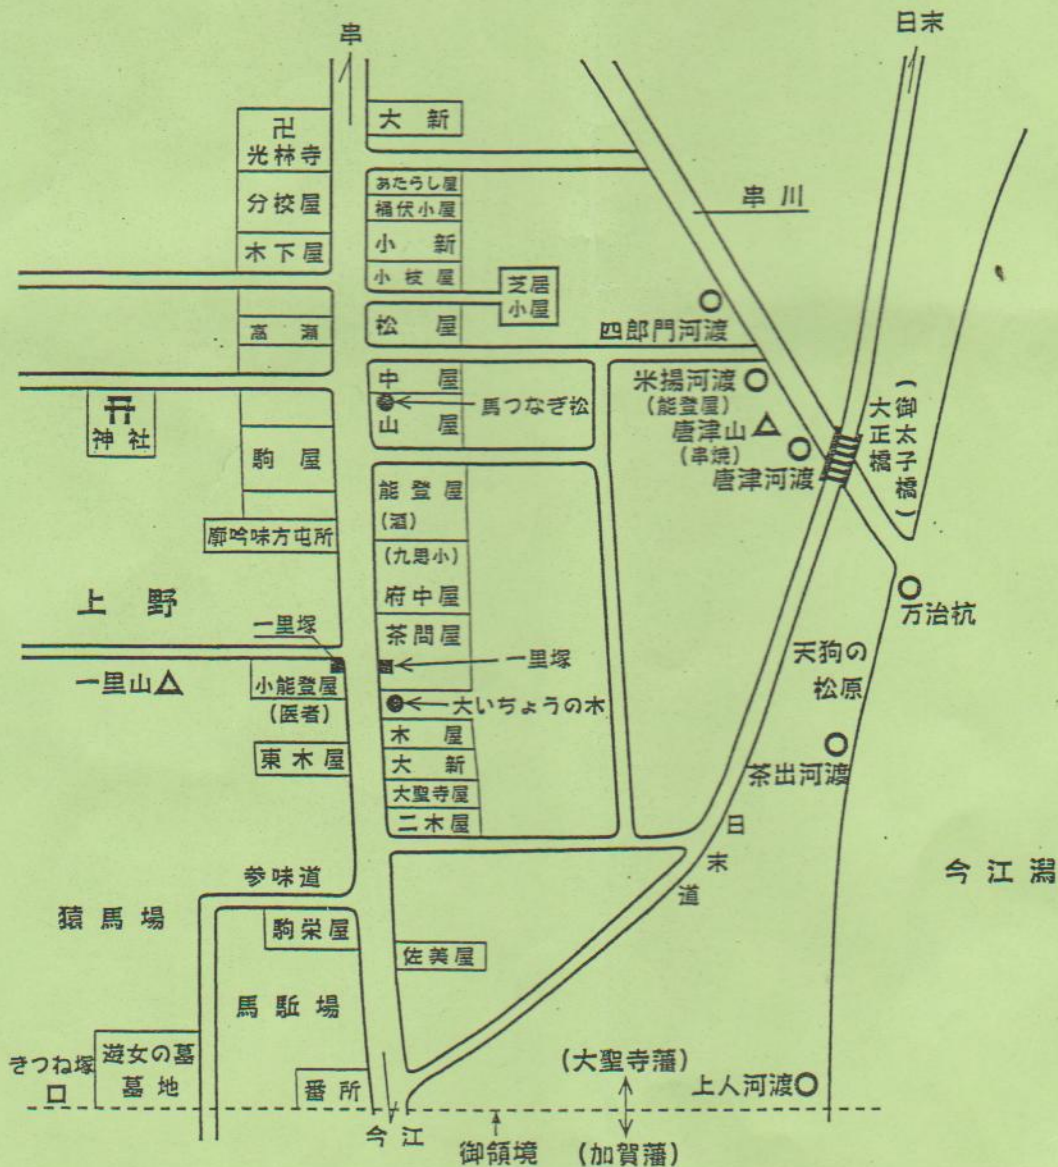 串
日末
大新
卍
光林寺
あたらし屋
分校屋
桶伏小屋
串川
小新
木下屋
小枝屋
芝居
小屋
松屋
四郎門河渡
中屋
馬つなぎ松
米揚河渡
(能登屋)
山屋
唐津山
(串焼)
唐津河渡
大正橋
(御太子橋)
神社
駒屋
能登屋
(酒)
廓吟味方屯所
(九思小)
府中屋
上野
万治杭
茶問屋
一里塚
一里塚
天狗の
松原
一里山
小能登屋
(医者)
大いちょうの木
木屋
東木屋
大新
茶出河渡
大聖寺屋
二木屋
日末道
参味道
今江潟
猿馬場
駒栄屋
佐美屋
馬駈場
きつね塚
遊女の墓
墓地
番所
(大聖寺藩)
上人河渡
今江
御領境
(加賀藩)